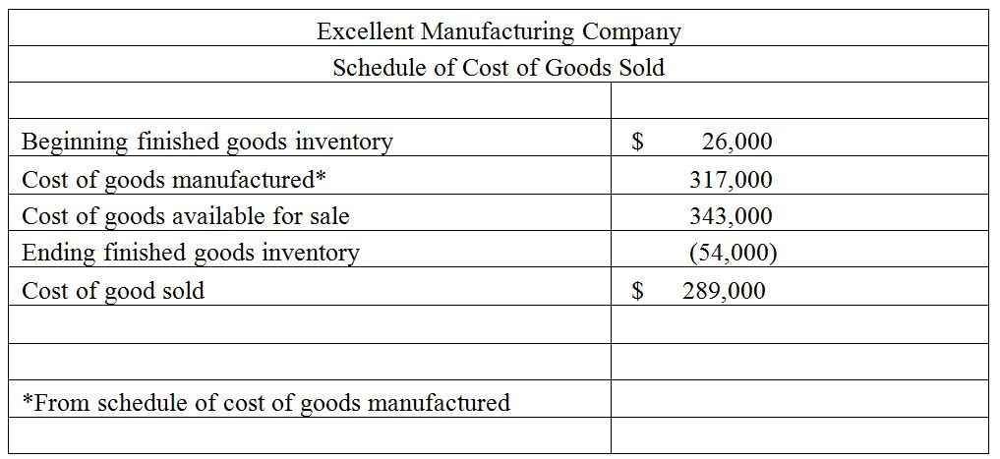 Excellent Manufacturing Company
Schedule of Cost of Goods Sold
Beginning finished goods inventory $ 26,000
Cost of goods manufactured* 317,000
Cost of goods available for sale 343,000
Ending finished goods inventory (54,000)
Cost of good sold $ 289,000
*From schedule of cost of goods manufactured